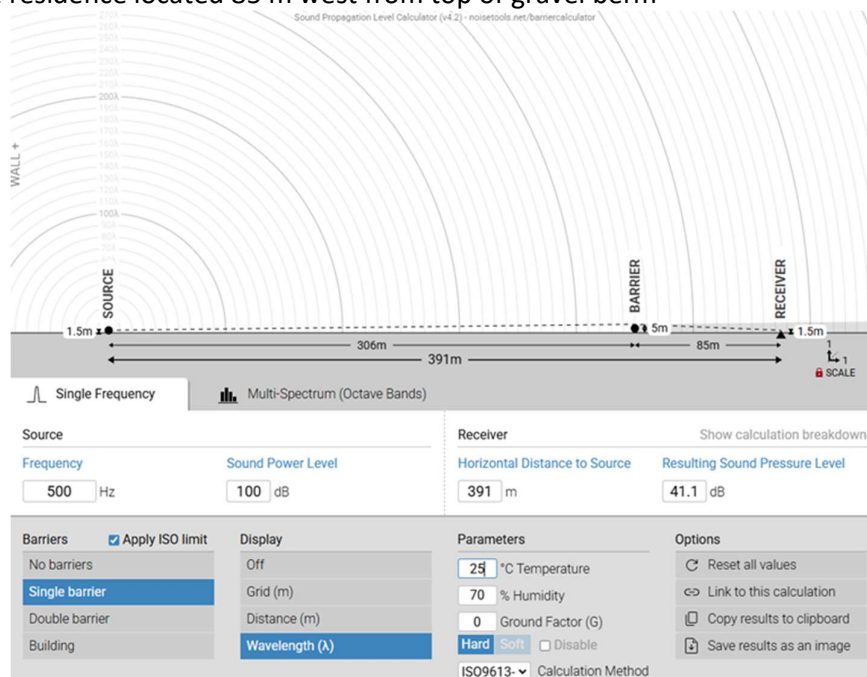 residence located 85 m west from top of gravel berm
Sound Propagation Level Calculator (v4.2) - noisetools.net/barriercalculator
200λ
100λ
WALL +
SOURCE
BARRIER
RECEIVER
1.5m
5m
1.5m
306m
85m
391m
1
1
SCALE
Single Frequency
Multi-Spectrum (Octave Bands)
Source
Receiver
Show calculation breakdown
Frequency
Sound Power Level
Horizontal Distance to Source
Resulting Sound Pressure Level
500 Hz
100 dB
391 m
41.1 dB
Barriers
Apply ISO limit
Display
Parameters
Options
No barriers
Off
25 °C Temperature
Reset all values
Single barrier
Grid (m)
70 % Humidity
Link to this calculation
Double barrier
Distance (m)
0 Ground Factor (G)
Copy results to clipboard
Building
Wavelength (λ)
Hard Soft Disable
Save results as an image
ISO9613- Calculation Method